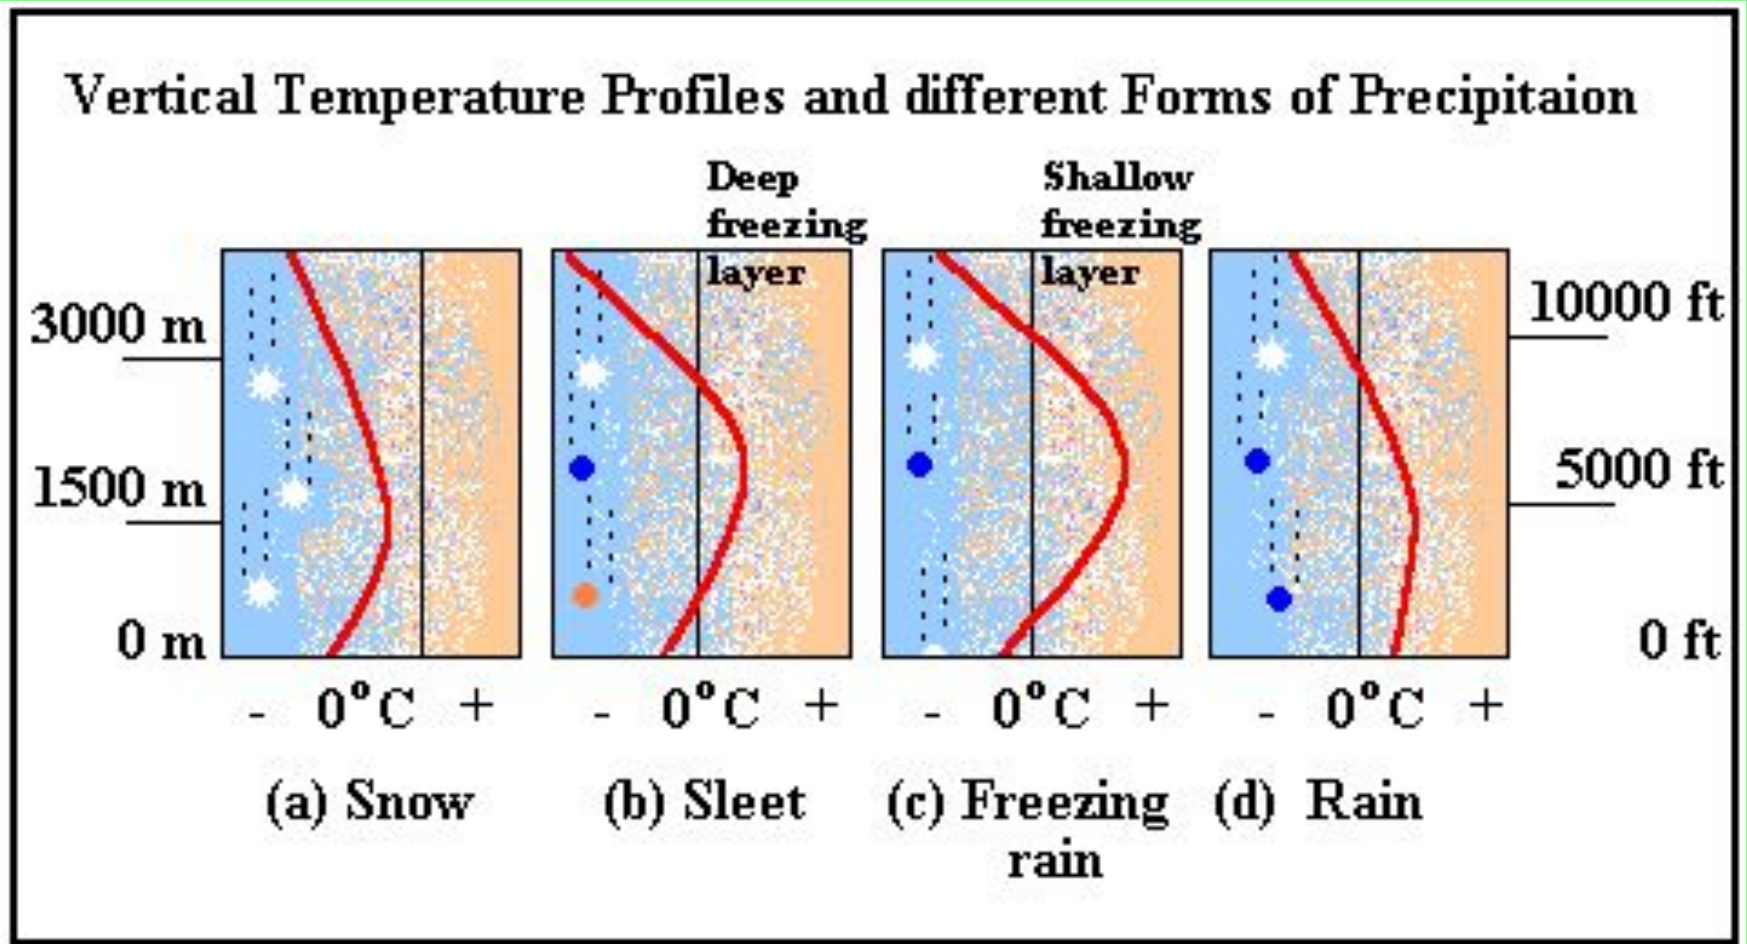 Vertical Temperature Profiles and different Forms of Precipitaion
Deep
freezing
layer
Shallow
freezing
layer
3000 m
1500 m
0 m
10000 ft
5000 ft
0 ft
- 0°C +
- 0°C +
- 0°C +
- 0°C +
(a) Snow
(b) Sleet
(c) Freezing
rain
(d) Rain